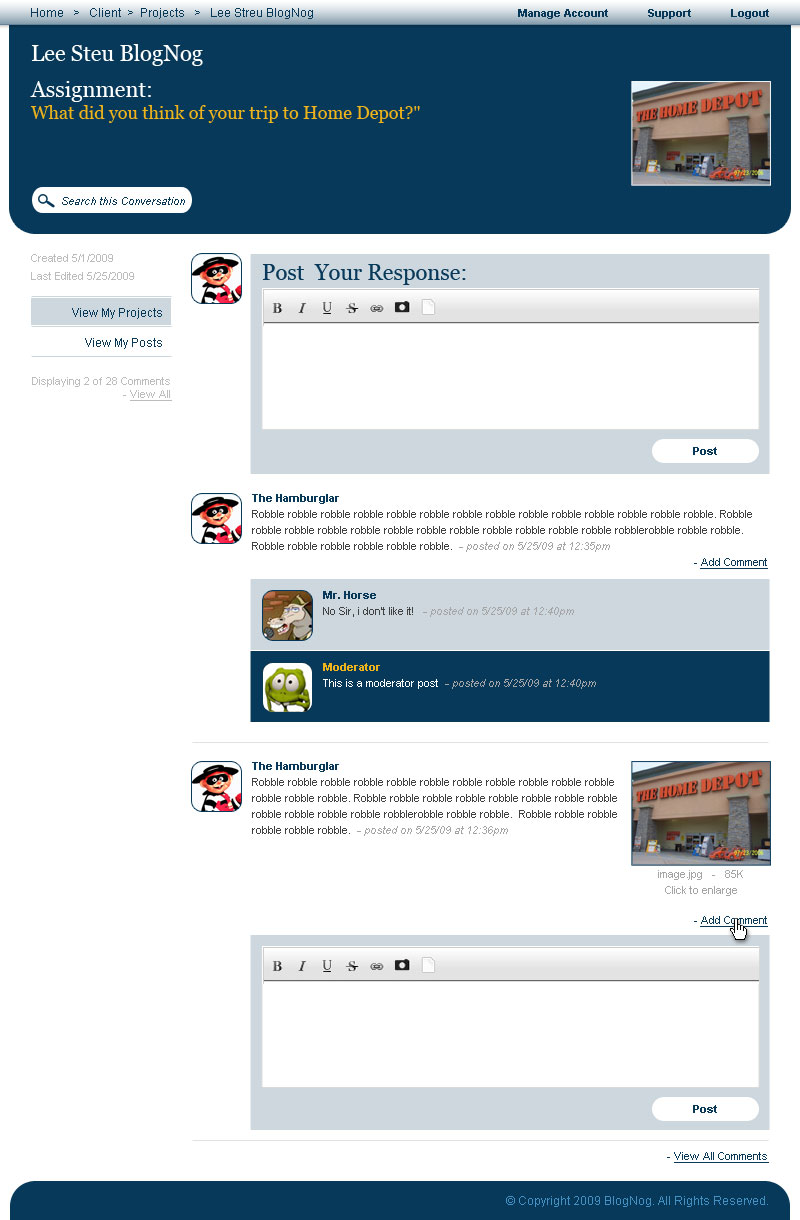 Home > Client > Projects > Lee Streu BlogNog
Manage Account Support Logout
Lee Steu BlogNog
Assignment:
What did you think of your trip to Home Depot?"
THE HOME DEPOT
Search this Conversation
Created 5/1/2009
Last Edited 5/25/2009
View My Projects
View My Posts
Displaying 2 of 28 Comments
- View All
Post Your Response:
B I U S
Post
The Hamburglar
Robble robble robble robble robble robble robble robble robble robble robble robble robble robble. Robble
robble robble robble robble robble robble robble robble robble robble robble robblerobble robble robble.
Robble robble robble robble robble robble. - posted on 5/25/09 at 12:35pm
- Add Comment
Mr. Horse
No Sir, i don't like it! - posted on 5/25/09 at 12:40pm
Moderator
This is a moderator post - posted on 5/25/09 at 12:40pm
The Hamburglar
Robble robble robble robble robble robble robble robble robble robble robble
robble robble robble. Robble robble robble robble robble robble robble robble
robble robble robble robble robblerobble robble robble. Robble robble robble
robble robble robble. - posted on 5/25/09 at 12:36pm
THE HOME DEPOT
image.jpg - 85K
Click to enlarge
- Add Comment
B I U S
Post
- View All Comments
© Copyright 2009 BlogNog. All Rights Reserved.